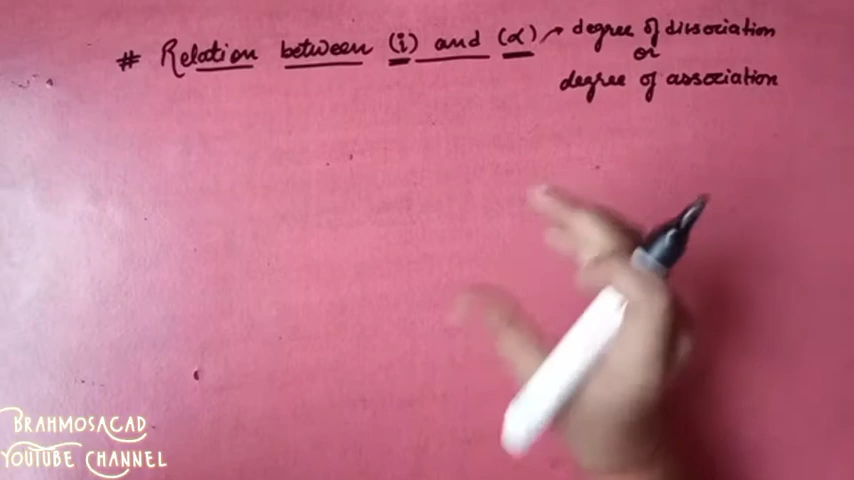 # Relation between (i) and (α) → degree of dissociation
or
degree of association
BRAHMOSACAD
YOUTUBE CHANNEL